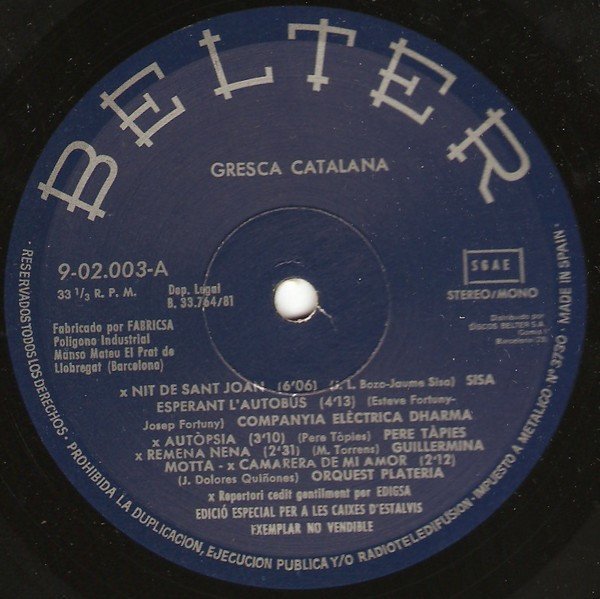 BELTER
GRESCA CATALANA
9-02.003-A
33 1/3 R. P. M.
Dep. Legal
B. 33.764/81
SGAE
STEREO/MONO
Fabricado por FABRICSA
Polígono Industrial
Mánso Mateu El Prat de
Llobregat (Barcelona)
Distribuido por
DISCOS BELTER S.A.
x NIT DE SANT JOAN (6'06) (J. L. Bozo-Jaume Sisa) SISA
ESPERANT L'AUTOBÚS (4'13) (Esteve Fortuny-
Josep Fortuny) COMPANYIA ELÈCTRICA DHARMA
x AUTÒPSIA (3'10) (Pere Tàpies) PERE TÀPIES
x REMENA NENA (2'31) (M. Torrens) GUILLERMINA
MOTTA - x CAMARERA DE MI AMOR (2'12)
(J. Dolores Quiñones) ORQUEST PLATERIA
x Repertori cedit gentilment per EDIGSA
EDICIÓ ESPECIAL PER A LES CAIXES D'ESTALVIS
EXEMPLAR NO VENDIBLE
· RESERVADOS TODOS LOS DERECHOS · PROHIBIDA LA DUPLICACION, EJECUCION PUBLICA Y/O RADIOTELEDIFUSION · IMPUESTO A METALICO Nº 3730 · MADE IN SPAIN ·